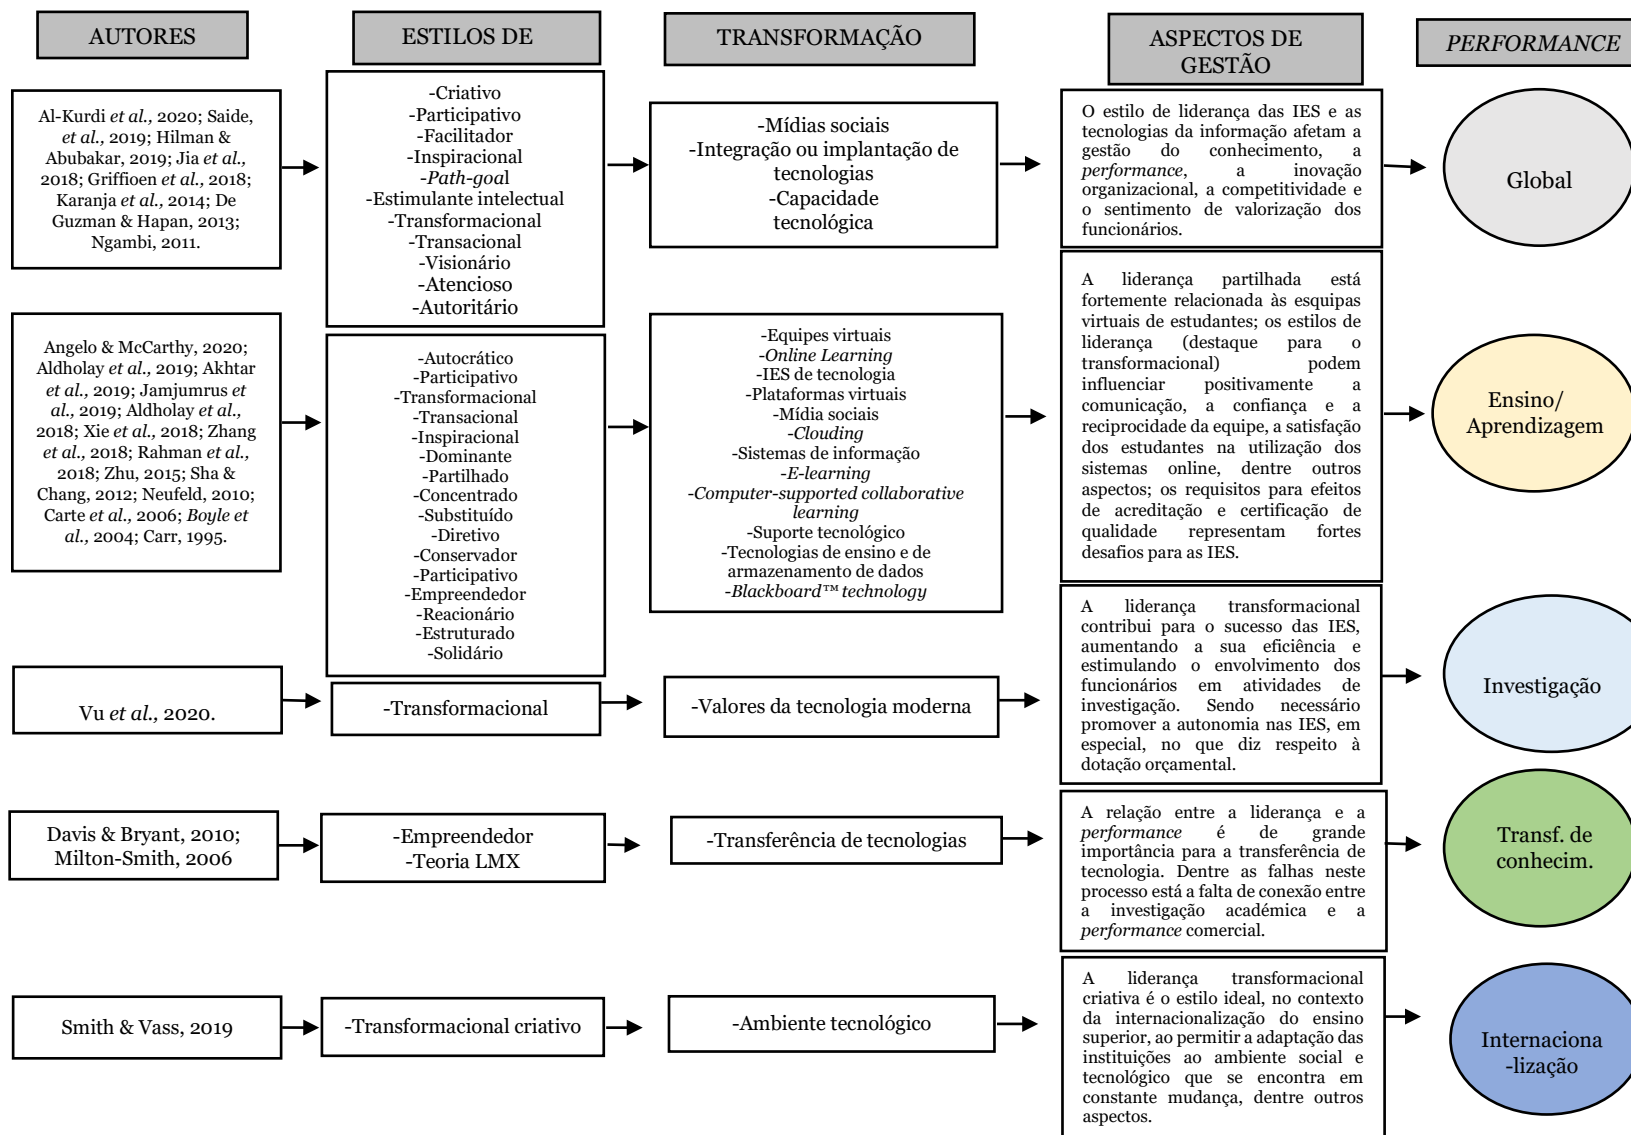 AUTORES
ESTILOS DE
TRANSFORMAÇÃO
ASPECTOS DE
GESTÃO
PERFORMANCE
Al-Kurdi et al., 2020; Saide,
et al., 2019; Hilman &
Abubakar, 2019; Jia et al.,
2018; Griffioen et al., 2018;
Karanja et al., 2014; De
Guzman & Hapan, 2013;
Ngambi, 2011.
-Criativo
-Participativo
-Facilitador
-Inspiracional
-Path-goal
-Estimulante intelectual
-Transformacional
-Transacional
-Visionário
-Atencioso
-Autoritário
-Mídias sociais
-Integração ou implantação de
tecnologias
-Capacidade
tecnológica
O estilo de liderança das IES e as
tecnologias da informação afetam a
gestão do conhecimento, a
performance, a inovação
organizacional, a competitividade e
o sentimento de valorização dos
funcionários.
Global
Angelo & McCarthy, 2020;
Aldholay et al., 2019; Akhtar
et al., 2019; Jamjumrus et
al., 2019; Aldholay et al.,
2018; Xie et al., 2018; Zhang
et al., 2018; Rahman et al.,
2018; Zhu, 2015; Sha &
Chang, 2012; Neufeld, 2010;
Carte et al., 2006; Boyle et
al., 2004; Carr, 1995.
-Autocrático
-Participativo
-Transformacional
-Transacional
-Inspiracional
-Dominante
-Partilhado
-Concentrado
-Substituído
-Diretivo
-Conservador
-Participativo
-Empreendedor
-Reacionário
-Estruturado
-Solidário
-Equipes virtuais
-Online Learning
-IES de tecnologia
-Plataformas virtuais
-Mídia sociais
-Clouding
-Sistemas de informação
-E-learning
-Computer-supported collaborative
learning
-Suporte tecnológico
-Tecnologias de ensino e de
armazenamento de dados
-Blackboard™ technology
A liderança partilhada está
fortemente relacionada às esquipas
virtuais de estudantes; os estilos de
liderança (destaque para o
transformacional) podem
influenciar positivamente a
comunicação, a confiança e a
reciprocidade da equipe, a satisfação
dos estudantes na utilização dos
sistemas online, dentre outros
aspectos; os requisitos para efeitos
de acreditação e certificação de
qualidade representam fortes
desafios para as IES.
Ensino/
Aprendizagem
Vu et al., 2020.
-Transformacional
-Valores da tecnologia moderna
A liderança transformacional
contribui para o sucesso das IES,
aumentando a sua eficiência e
estimulando o envolvimento dos
funcionários em atividades de
investigação. Sendo necessário
promover a autonomia nas IES, em
especial, no que diz respeito à
dotação orçamental.
Investigação
Davis & Bryant, 2010;
Milton-Smith, 2006
-Empreendedor
-Teoria LMX
-Transferência de tecnologias
A relação entre a liderança e a
performance é de grande
importância para a transferência de
tecnologia. Dentre as falhas neste
processo está a falta de conexão entre
a investigação académica e a
performance comercial.
Transf. de
conhecim.
Smith & Vass, 2019
-Transformacional criativo
-Ambiente tecnológico
A liderança transformacional
criativa é o estilo ideal, no contexto
da internacionalização do ensino
superior, ao permitir a adaptação das
instituições ao ambiente social e
tecnológico que se encontra em
constante mudança, dentre outros
aspectos.
Internaciona
-lização